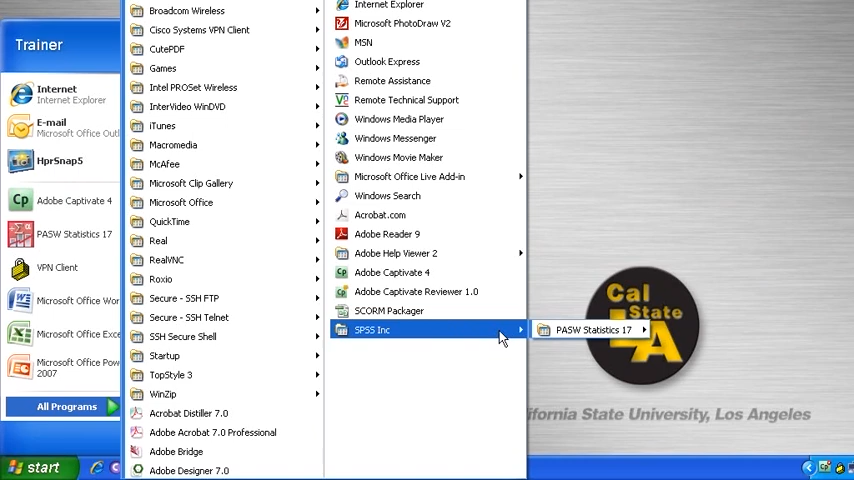 Trainer
Internet
Internet Explorer
E-mail
Microsoft Office Outl
HprSnap5
Adobe Captivate 4
PASW Statistics 17
VPN Client
Microsoft Office Wor
Microsoft Office Exce
Microsoft Office Pow
2007
All Programs
start
Broadcom Wireless
Cisco Systems VPN Client
CutePDF
Games
Intel PROSet Wireless
InterVideo WinDVD
iTunes
Macromedia
McAfee
Microsoft Clip Gallery
Microsoft Office
QuickTime
Real
RealVNC
Roxio
Secure - SSH FTP
Secure - SSH Telnet
SSH Secure Shell
Startup
TopStyle 3
WinZip
Acrobat Distiller 7.0
Adobe Acrobat 7.0 Professional
Adobe Bridge
Adobe Designer 7.0
Internet Explorer
Microsoft PhotoDraw V2
MSN
Outlook Express
Remote Assistance
Remote Technical Support
Windows Media Player
Windows Messenger
Windows Movie Maker
Microsoft Office Live Add-in
Windows Search
Acrobat.com
Adobe Reader 9
Adobe Help Viewer 2
Adobe Captivate 4
Adobe Captivate Reviewer 1.0
SCORM Packager
SPSS Inc
PASW Statistics 17
Cal
State
LA
ifornia State University, Los Angeles